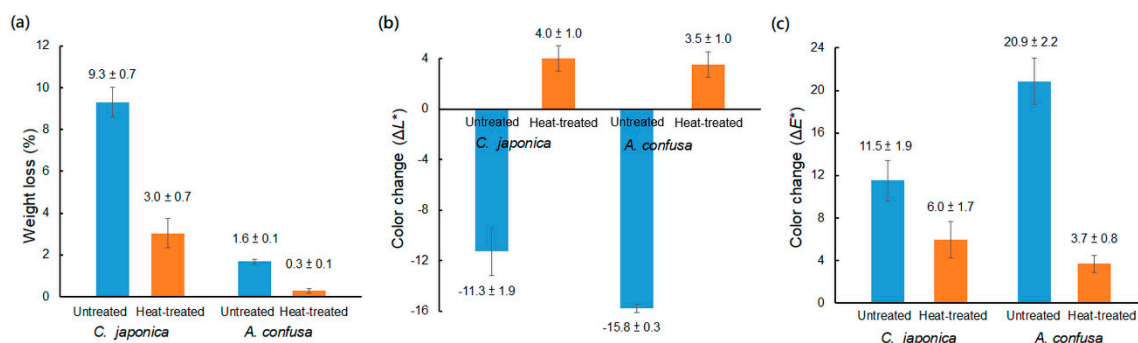 (a)
12
10
8
6
4
2
0
Weight loss (%)
9.3 ± 0.7
3.0 ± 0.7
1.6 ± 0.1
0.3 ± 0.1
Untreated Heat-treated Untreated Heat-treated
C. japonica A. confusa
(b)
4
0
-4
-8
-12
-16
Color change (ΔL*)
4.0 ± 1.0
3.5 ± 1.0
Untreated Heat-treated Untreated Heat-treated
C. japonica A. confusa
-11.3 ± 1.9
-15.8 ± 0.3
(c)
24
20
16
12
8
4
0
Color change (ΔE*)
20.9 ± 2.2
11.5 ± 1.9
6.0 ± 1.7
3.7 ± 0.8
Untreated Heat-treated Untreated Heat-treated
C. japonica A. confusa